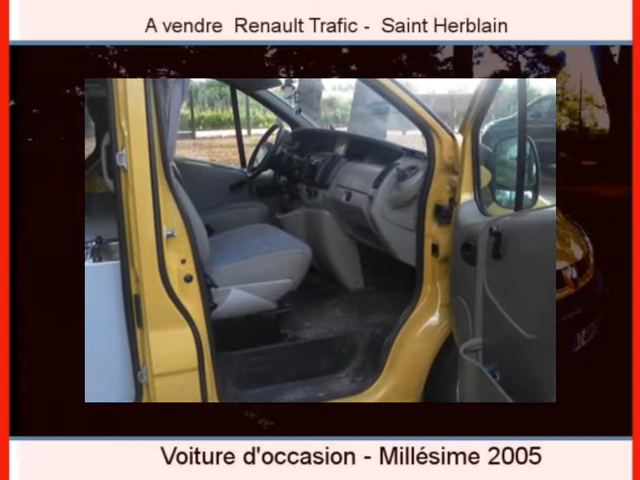 A vendre Renault Trafic - Saint Herblain
Voiture d'occasion - Millésime 2005